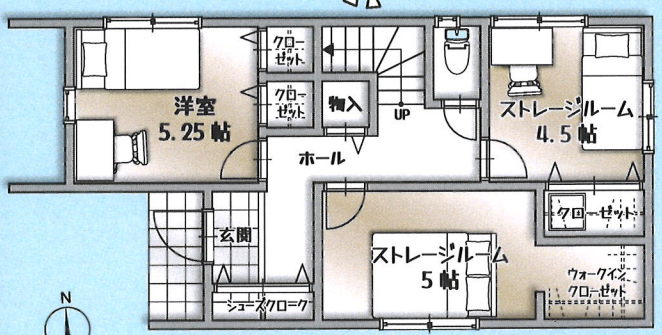 クロー
ゼット
洋室
5.25 帖
クロー
ゼット
物入
UP
ストレージルーム
4.5 帖
ホール
クローゼット
玄関
ストレージルーム
5 帖
ウォークイン
クローゼット
シューズクローク
N